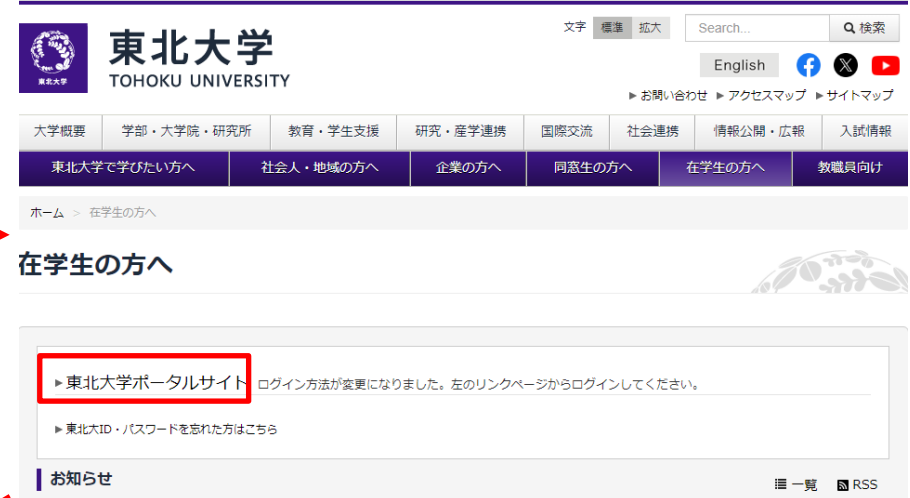 文字 標準 拡大 Search... 検索
東北大学
東北大学
TOHOKU UNIVERSITY
English
お問い合わせ アクセスマップ サイトマップ
大学概要 学部・大学院・研究所 教育・学生支援 研究・産学連携 国際交流 社会連携 情報公開・広報 入試情報
東北大学で学びたい方へ 社会人・地域の方へ 企業の方へ 同窓生の方へ 在学生の方へ 教職員向け
ホーム > 在学生の方へ
在学生の方へ
東北大学ポータルサイト ログイン方法が変更になりました。左のリンクページからログインしてください。
東北大ID・パスワードを忘れた方はこちら
お知らせ 一覧 RSS